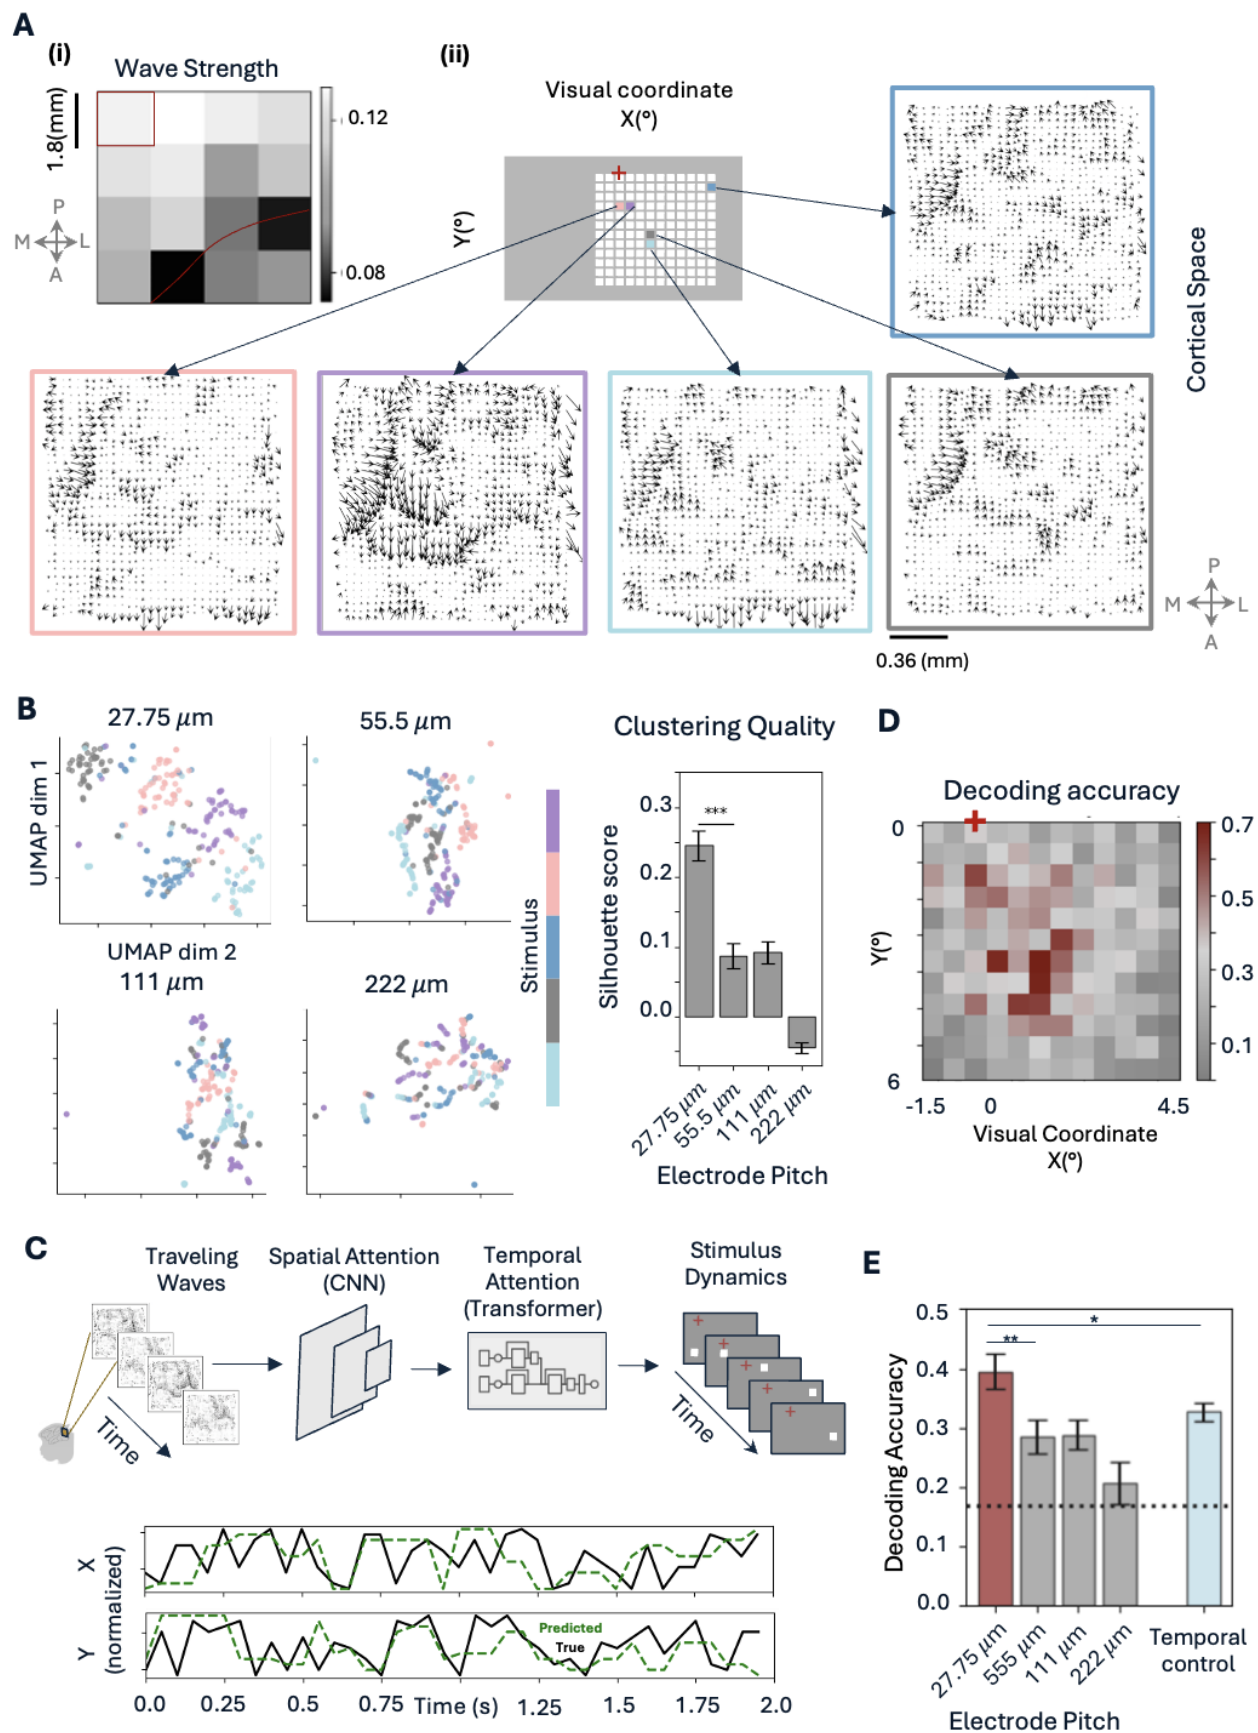 A
(i)
Wave Strength
1.8(mm)
0.12
0.08
P
M
L
A
(ii)
Visual coordinate
X(°)
Y(°)
Cortical Space
P
M
L
A
0.36 (mm)
B
27.75 µm
55.5 µm
UMAP dim 1
UMAP dim 2
111 µm
222 µm
Stimulus
Clustering Quality
Silhouette score
0.3
0.2
0.1
0.0
***
27.75 µm
55.5 µm
111 µm
222 µm
Electrode Pitch
D
Decoding accuracy
0
6
Y(°)
-1.5
0
4.5
Visual Coordinate
X(°)
0.7
0.5
0.3
0.1
C
Traveling
Waves
Spatial Attention
(CNN)
Temporal
Attention
(Transformer)
Stimulus
Dynamics
Time
Time
X
Y
(normalized)
Predicted
True
0.0
0.25
0.5
0.75
Time (s)
1.25
1.5
1.75
2.0
E
Decoding Accuracy
0.5
0.4
0.3
0.2
0.1
0.0
*
**
27.75 µm
555 µm
111 µm
222 µm
Temporal
control
Electrode Pitch